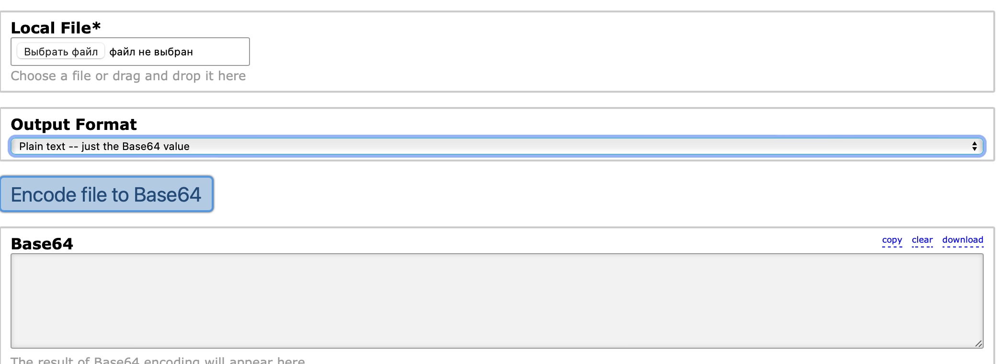 Local File*
Выбрать файл файл не выбран
Choose a file or drag and drop it here
Output Format
Plain text -- just the Base64 value
Encode file to Base64
Base64 copy clear download
The result of Base64 encoding will appear here